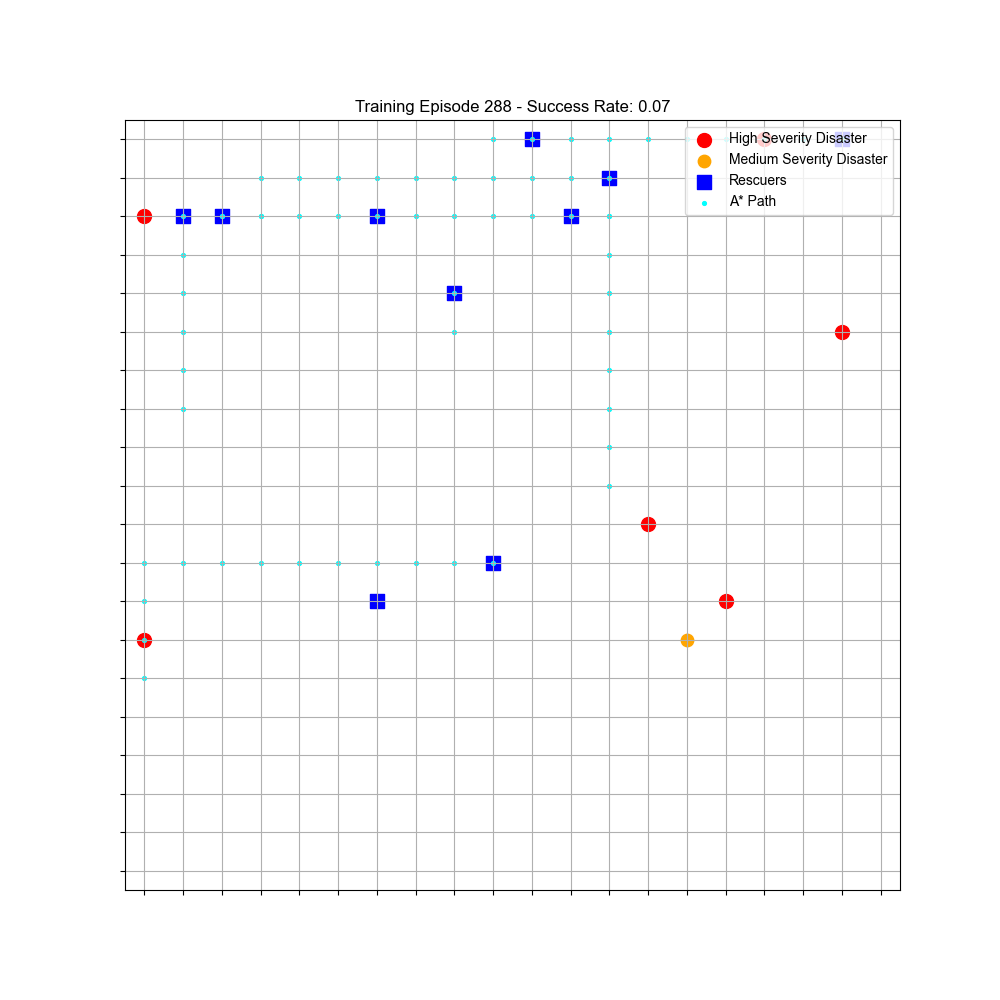 Training Episode 288 - Success Rate: 0.07
High Severity Disaster
Medium Severity Disaster
Rescuers
A* Path